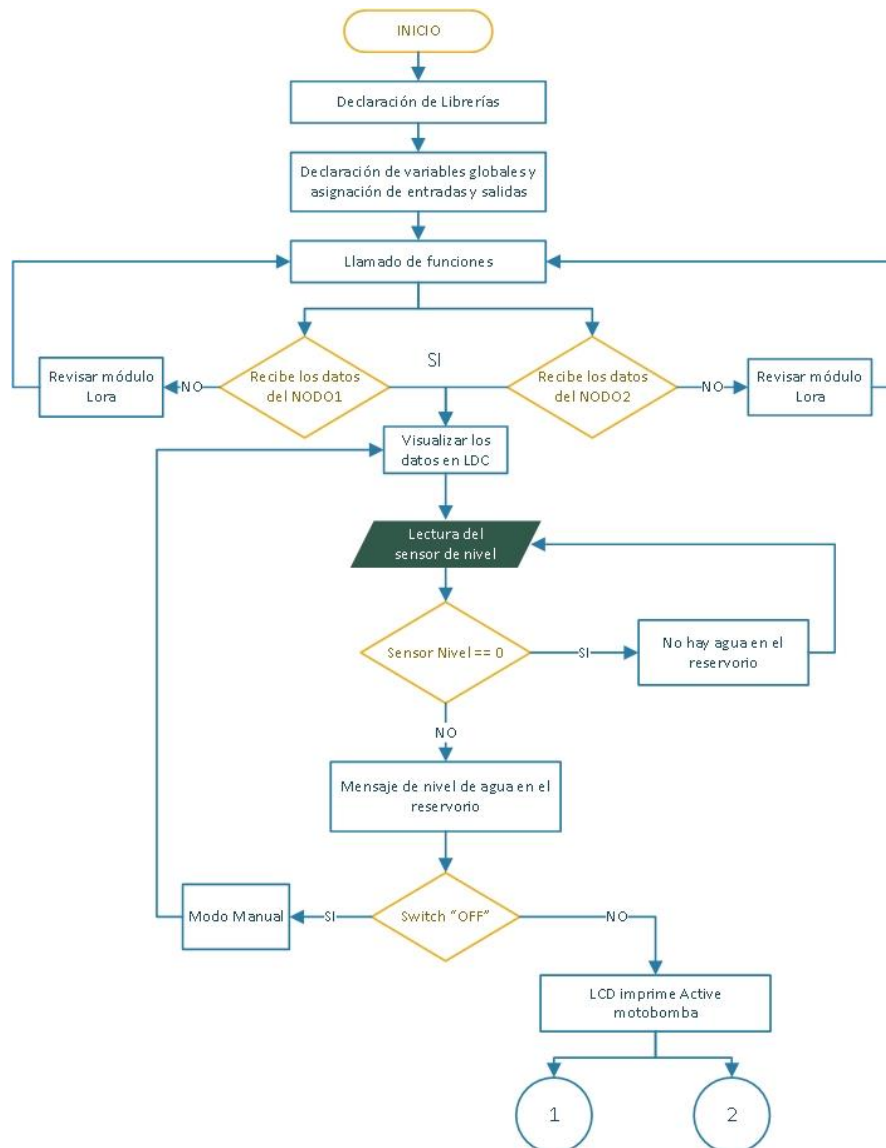 INICIO
Declaración de Librerías
Declaración de variables globales y
asignación de entradas y salidas
Llamado de funciones
Revisar módulo
Lora
NO
Recibe los datos
del NODO1
SI
Recibe los datos
del NODO2
NO
Revisar módulo
Lora
Visualizar los
datos en LDC
Lectura del
sensor de nivel
Sensor Nivel == 0
SI
No hay agua en el
reservorio
NO
Mensaje de nivel de agua en el
reservorio
Modo Manual
SI
Switch "OFF"
NO
LCD imprime Active
motobomba
1
2